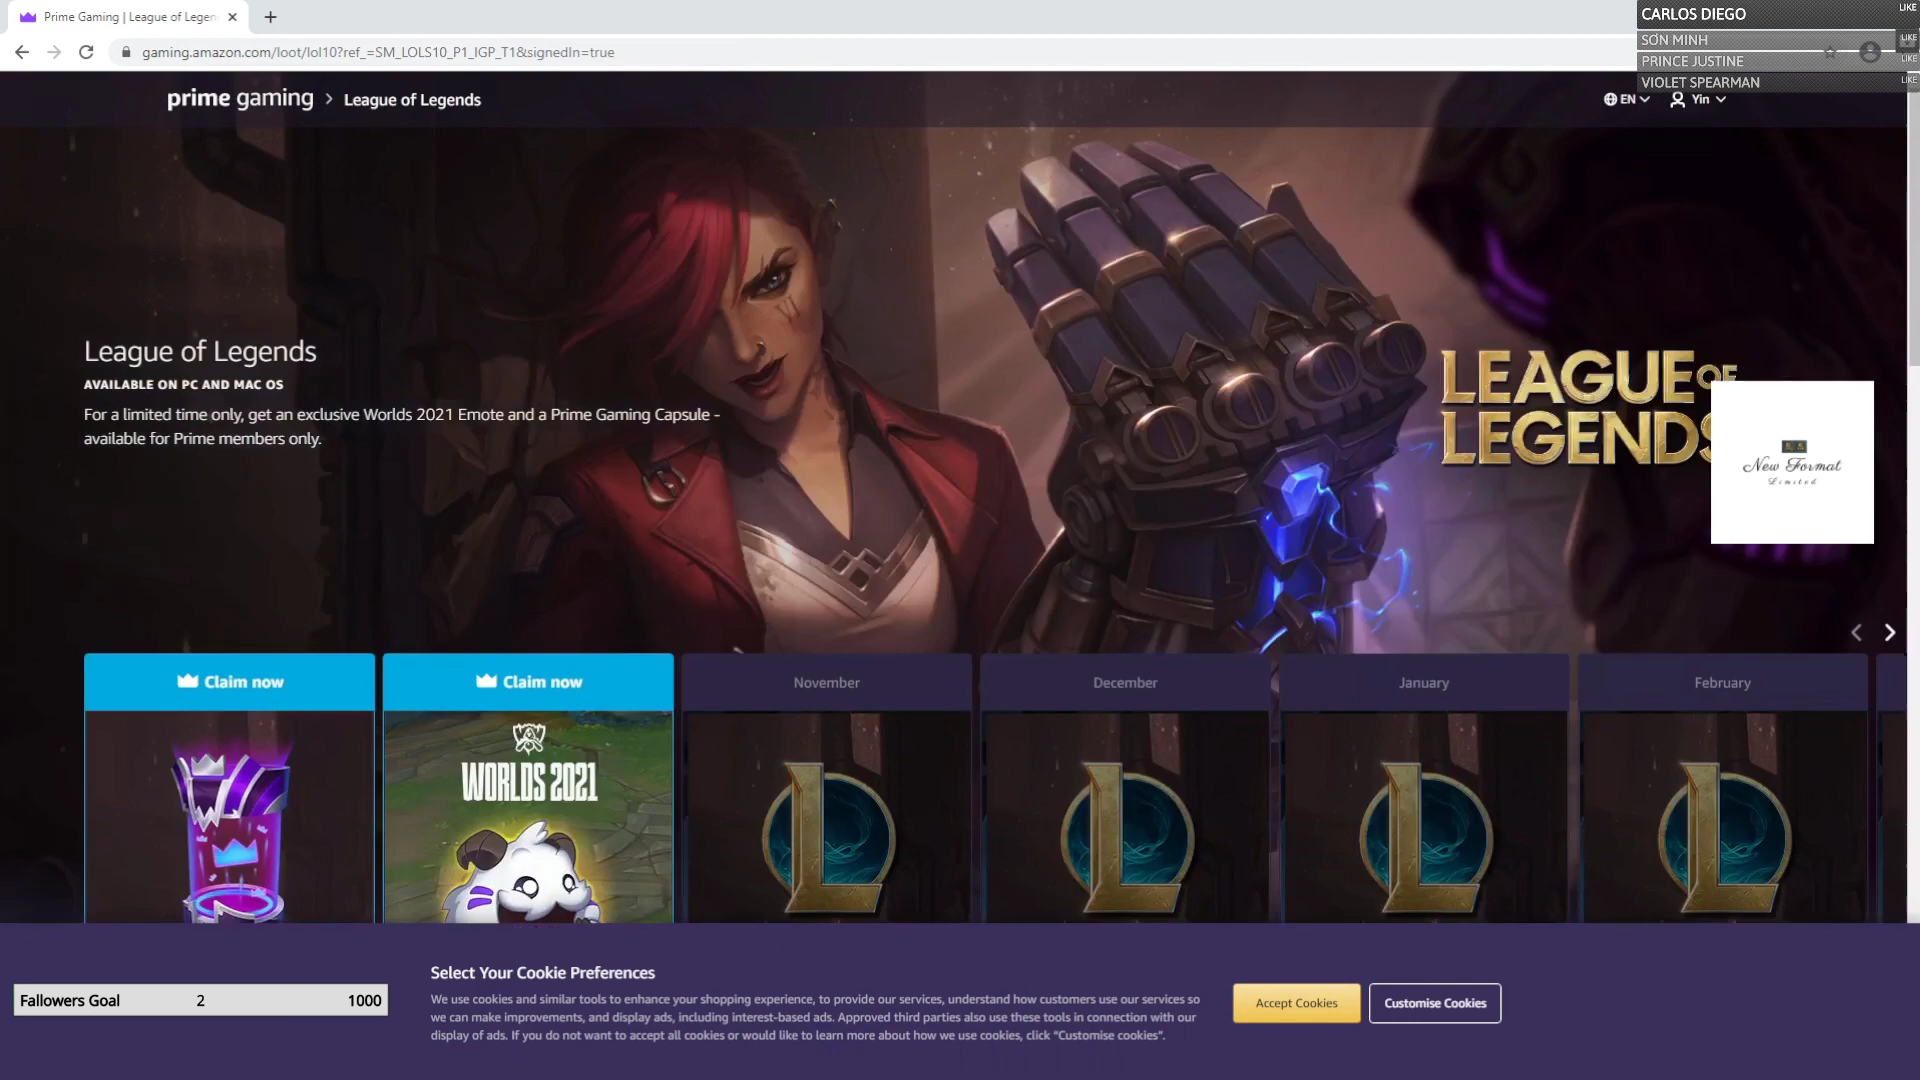 Prime Gaming | League of Legen
CARLOS DIEGO LIKE
SƠN MINH LIKE
PRINCE JUSTINE LIKE
VIOLET SPEARMAN LIKE
gaming.amazon.com/loot/lol10?ref_=SM_LOLS10_P1_IGP_T1&signedIn=true
prime gaming > League of Legends
EN
Yin
League of Legends
AVAILABLE ON PC AND MAC OS
For a limited time only, get an exclusive Worlds 2021 Emote and a Prime Gaming Capsule -
available for Prime members only.
LEAGUE OF
LEGENDS
New Format
Limited
Claim now
Claim now
November
December
January
February
WORLDS 2021
Select Your Cookie Preferences
We use cookies and similar tools to enhance your shopping experience, to provide our services, understand how customers use our services so
we can make improvements, and display ads, including interest-based ads. Approved third parties also use these tools in connection with our
display of ads. If you do not want to accept all cookies or would like to learn more about how we use cookies, click “Customise cookies”.
Accept Cookies
Customise Cookies
Fallowers Goal 2 1000